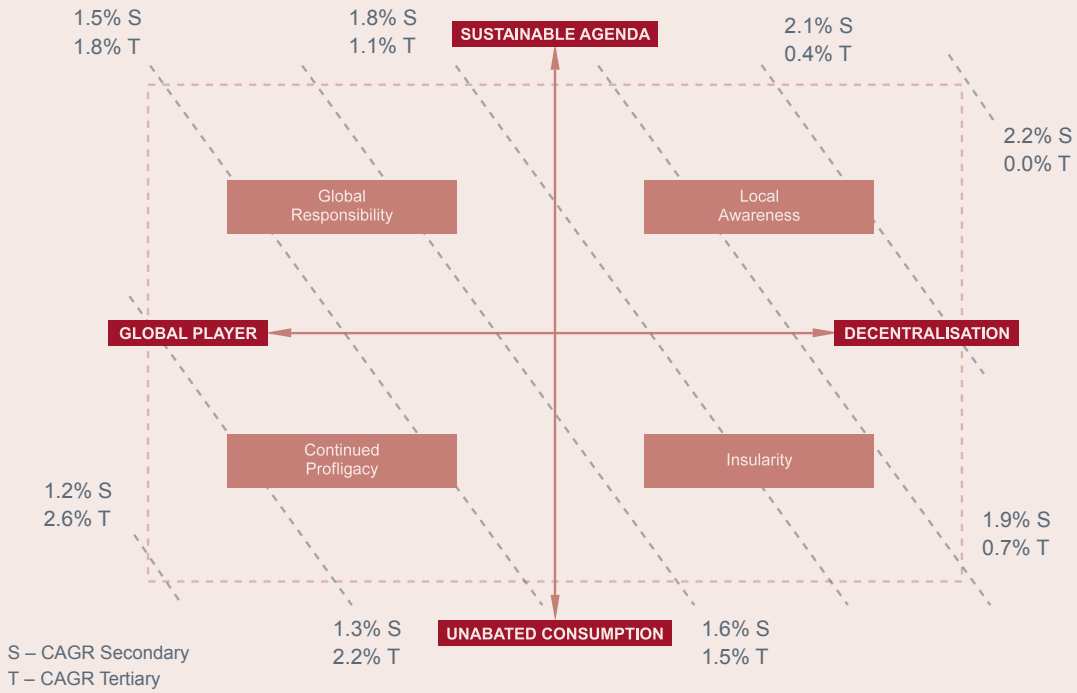 1.5% S
1.8% T
1.8% S
1.1% T
SUSTAINABLE AGENDA
2.1% S
0.4% T
2.2% S
0.0% T
Global
Responsibility
Local
Awareness
GLOBAL PLAYER
DECENTRALISATION
Continued
Profligacy
Insularity
1.2% S
2.6% T
1.9% S
0.7% T
1.3% S
2.2% T
UNABATED CONSUMPTION
1.6% S
1.5% T
S – CAGR Secondary
T – CAGR Tertiary